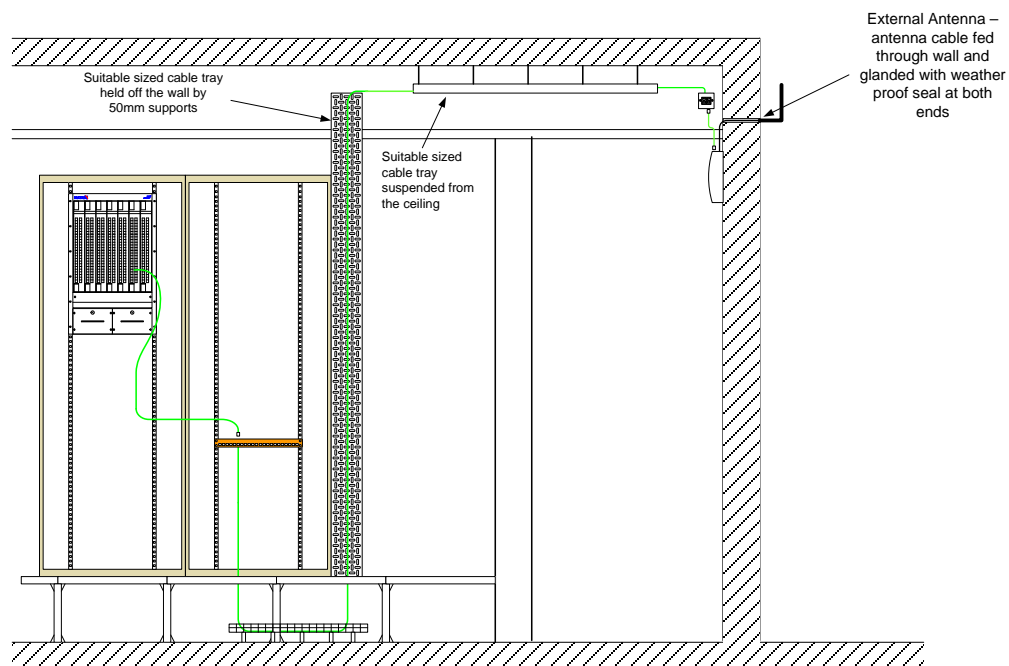 External Antenna –
antenna cable fed
through wall and
glanded with weather
proof seal at both
ends
Suitable sized cable tray
held off the wall by
50mm supports
Suitable sized
cable tray
suspended from
the ceiling